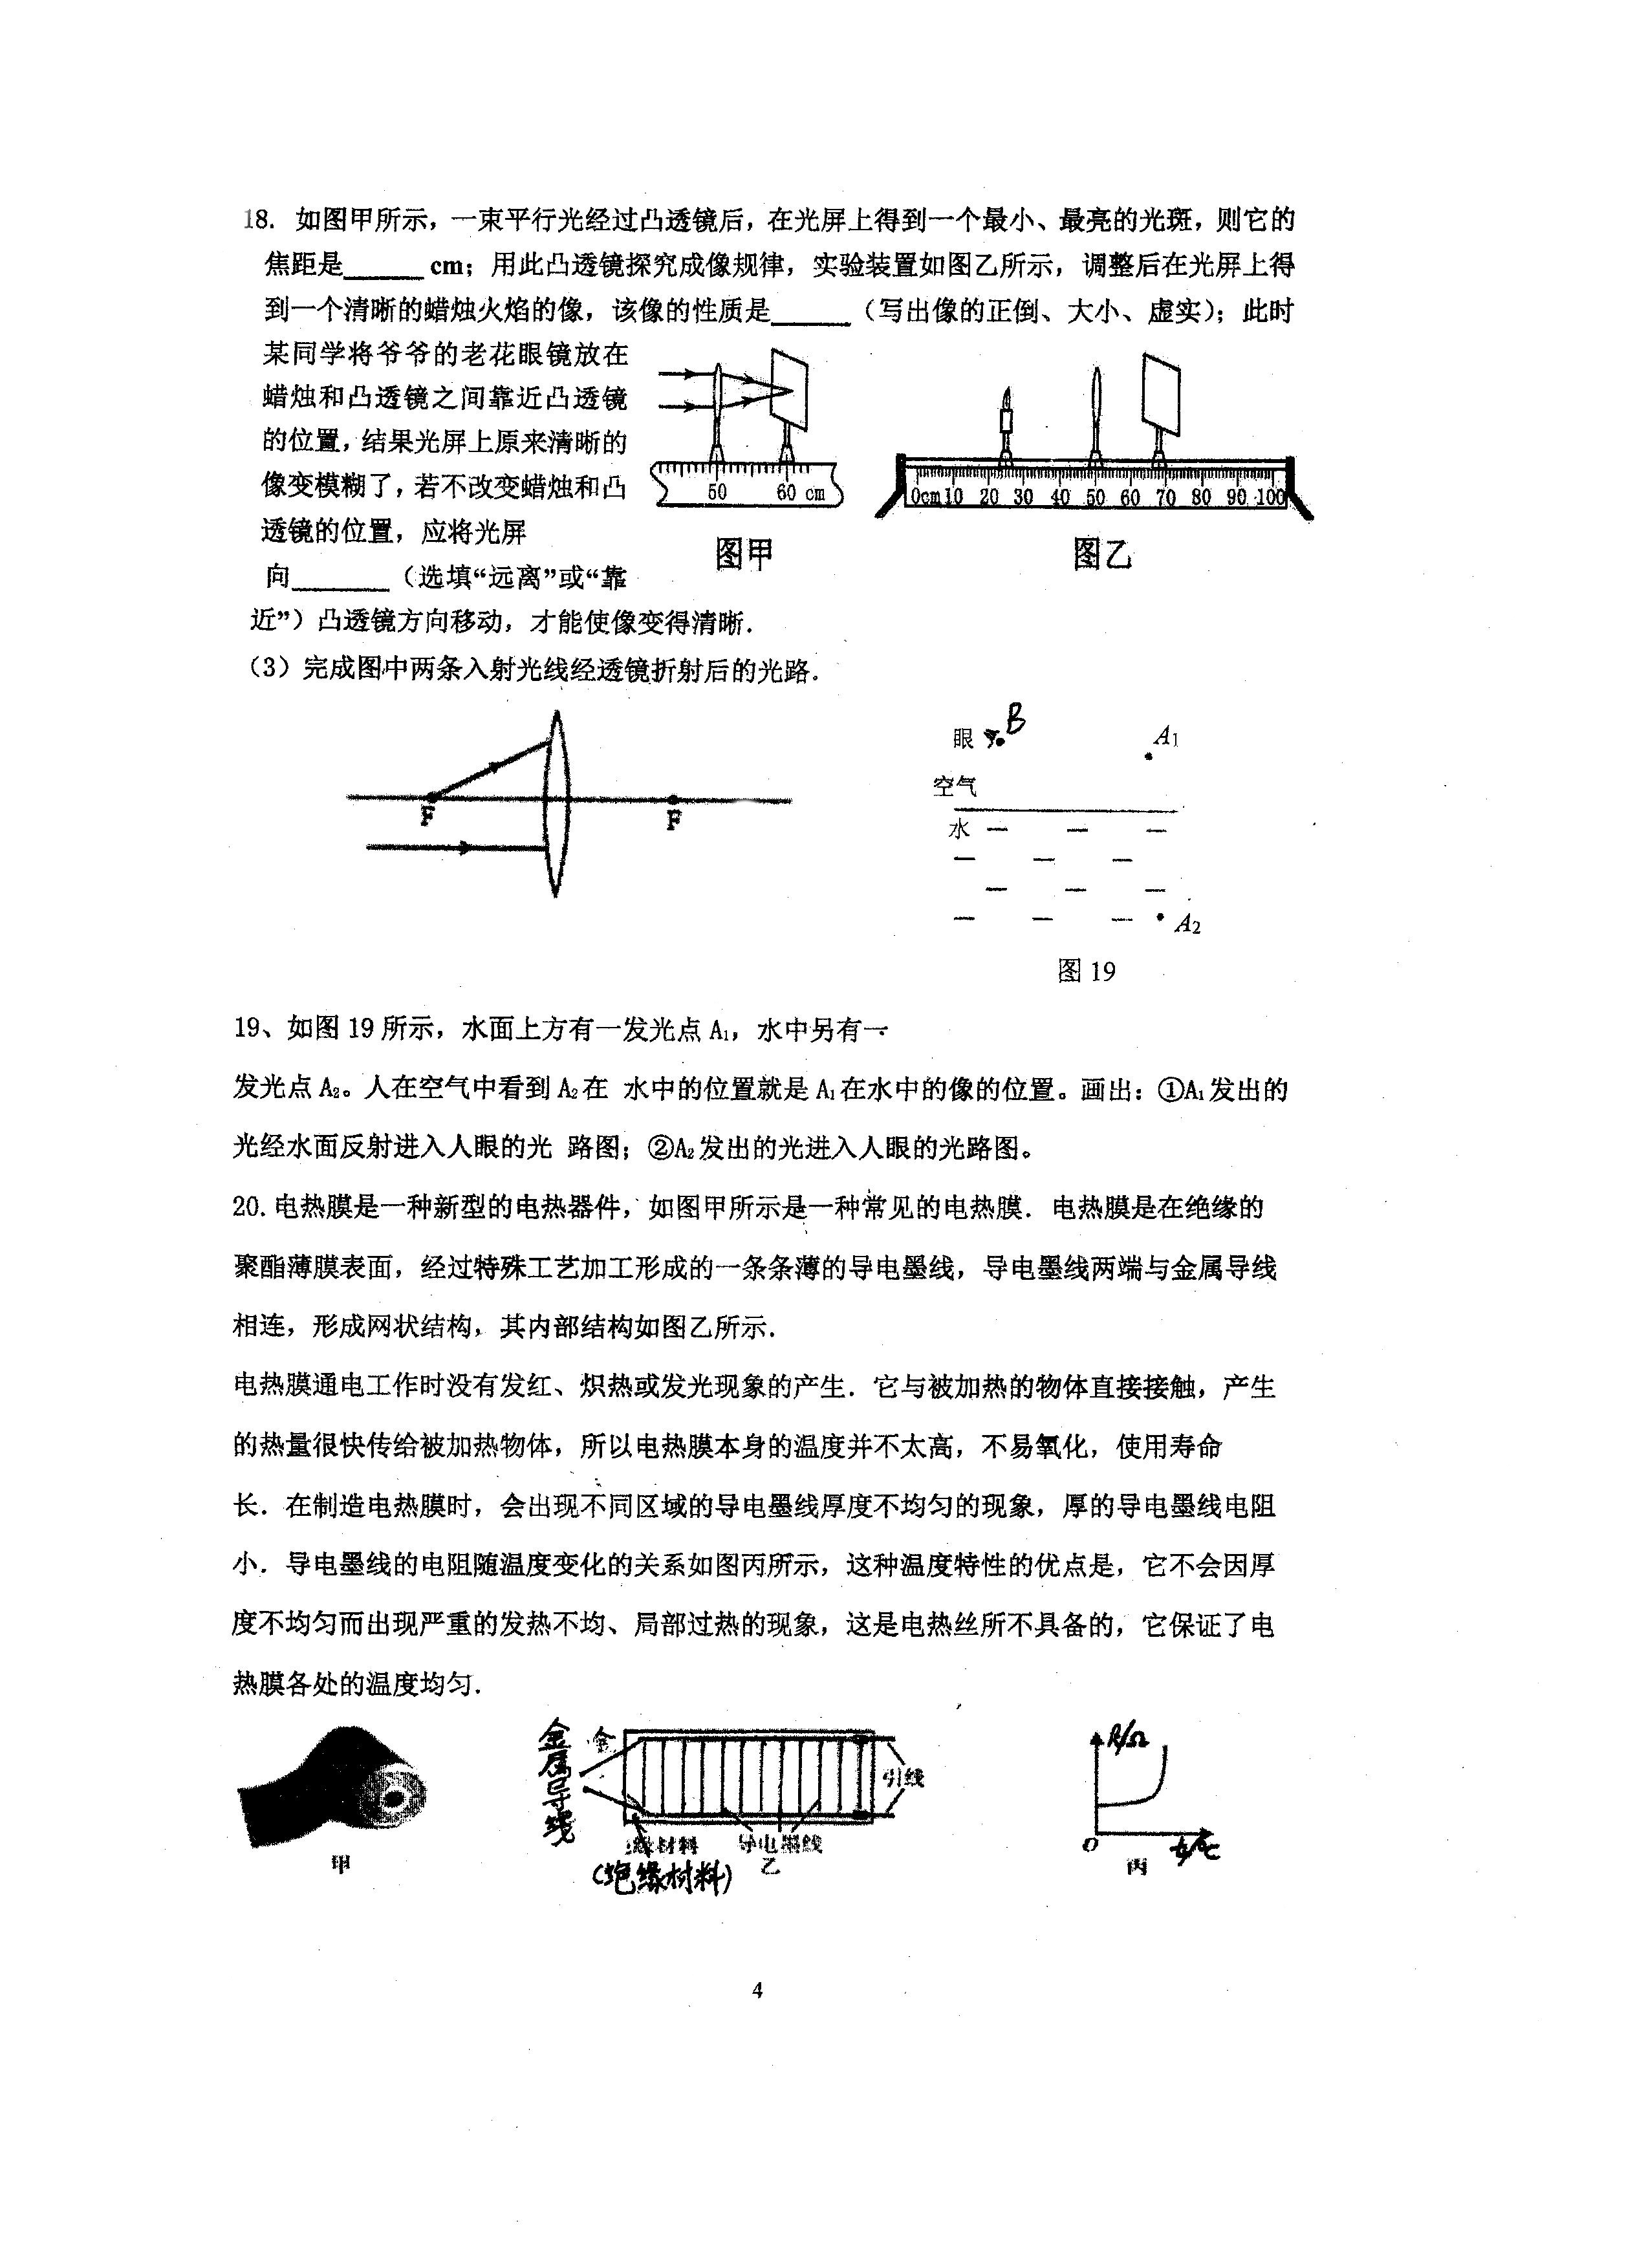 18. 如图甲所示，一束平行光经过凸透镜后，在光屏上得到一个最小、最亮的光斑，则它的
焦距是______cm；用此凸透镜探究成像规律，实验装置如图乙所示，调整后在光屏上得
到一个清晰的蜡烛火焰的像，该像的性质是______（写出像的正倒、大小、虚实）；此时
某同学将爷爷的老花眼镜放在
蜡烛和凸透镜之间靠近凸透镜
的位置，结果光屏上原来清晰的
像变模糊了，若不改变蜡烛和凸
透镜的位置，应将光屏
向_______（选填“远离”或“靠
近”）凸透镜方向移动，才能使像变得清晰．
50 60 cm
0cm 10 20 30 40 50 60 70 80 90 100
图甲 图乙
（3）完成图中两条入射光线经透镜折射后的光路．
F F
眼 B A1
空气
水
A2
图 19
19、如图 19 所示，水面上方有一发光点 A1，水中另有一
发光点 A2。人在空气中看到 A2 在 水中的位置就是 A1 在水中的像的位置。画出：①A1 发出的
光经水面反射进入人眼的光 路图；②A2 发出的光进入人眼的光路图。
20. 电热膜是一种新型的电热器件，如图甲所示是一种常见的电热膜．电热膜是在绝缘的
聚酯薄膜表面，经过特殊工艺加工形成的一条条薄的导电墨线，导电墨线两端与金属导线
相连，形成网状结构，其内部结构如图乙所示．
电热膜通电工作时没有发红、炽热或发光现象的产生．它与被加热的物体直接接触，产生
的热量很快传给被加热物体，所以电热膜本身的温度并不太高，不易氧化，使用寿命
长．在制造电热膜时，会出现不同区域的导电墨线厚度不均匀的现象，厚的导电墨线电阻
小．导电墨线的电阻随温度变化的关系如图丙所示，这种温度特性的优点是，它不会因厚
度不均匀而出现严重的发热不均、局部过热的现象，这是电热丝所不具备的，它保证了电
热膜各处的温度均匀．
甲
金属导线
金
引线
缘材料 导电墨线
（绝缘材料） 乙
R/Ω
0 t/℃
丙
4